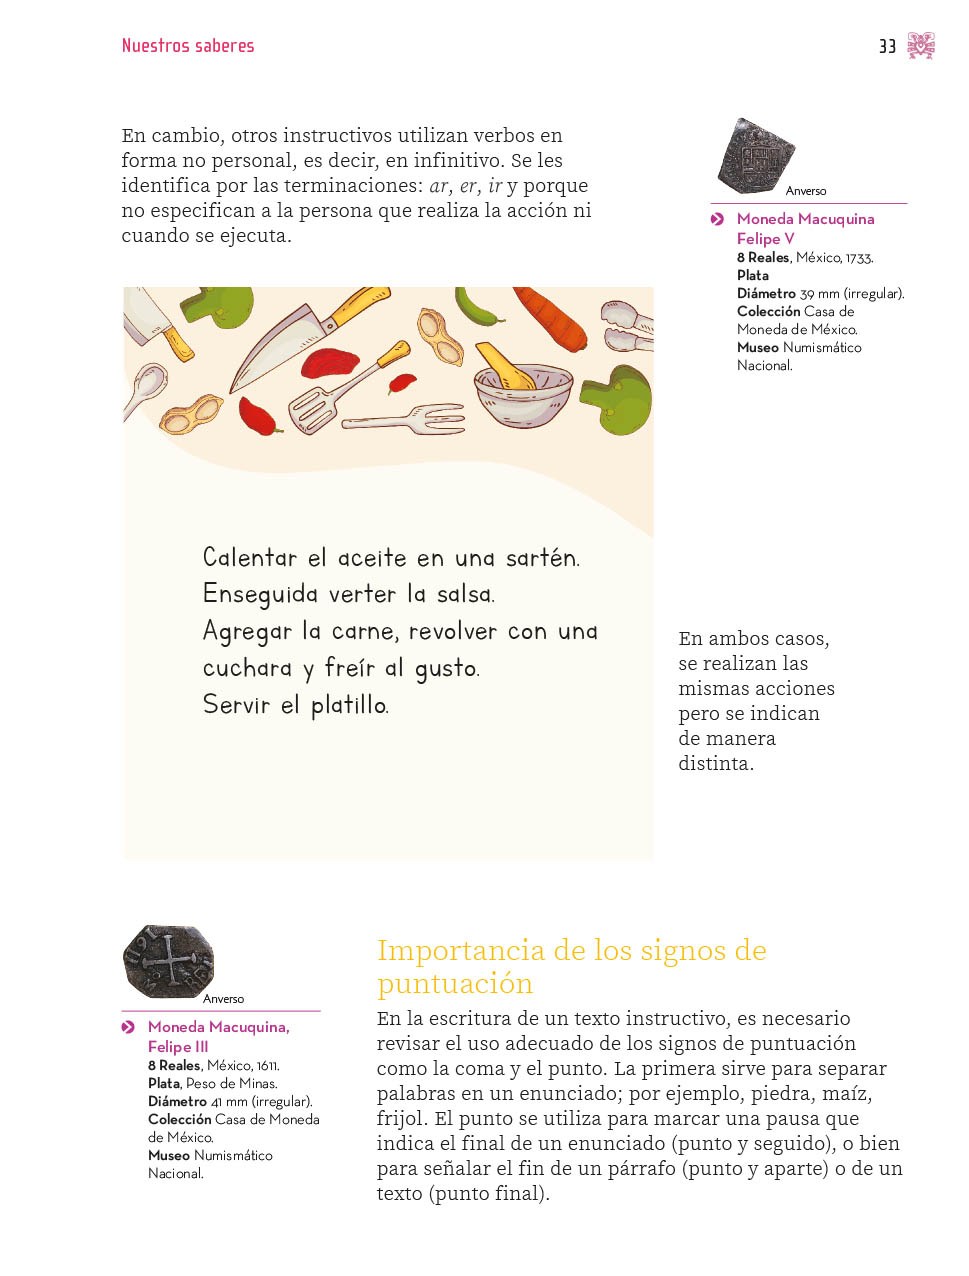 Nuestros saberes
33
En cambio, otros instructivos utilizan verbos en
forma no personal, es decir, en infinitivo. Se les
identifica por las terminaciones: ar, er, ir y porque
no especifican a la persona que realiza la acción ni
cuando se ejecuta.
Anverso
Moneda Macuquina
Felipe V
8 Reales, México, 1733.
Plata
Diámetro 39 mm (irregular).
Colección Casa de
Moneda de México.
Museo Numismático
Nacional.
Calentar el aceite en una sartén.
Enseguida verter la salsa.
Agregar la carne, revolver con una
cuchara y freír al gusto.
Servir el platillo.
En ambos casos,
se realizan las
mismas acciones
pero se indican
de manera
distinta.
Anverso
Moneda Macuquina,
Felipe III
8 Reales, México, 1611.
Plata, Peso de Minas.
Diámetro 41 mm (irregular).
Colección Casa de Moneda
de México.
Museo Numismático
Nacional.
Importancia de los signos de
puntuación
En la escritura de un texto instructivo, es necesario
revisar el uso adecuado de los signos de puntuación
como la coma y el punto. La primera sirve para separar
palabras en un enunciado; por ejemplo, piedra, maíz,
frijol. El punto se utiliza para marcar una pausa que
indica el final de un enunciado (punto y seguido), o bien
para señalar el fin de un párrafo (punto y aparte) o de un
texto (punto final).